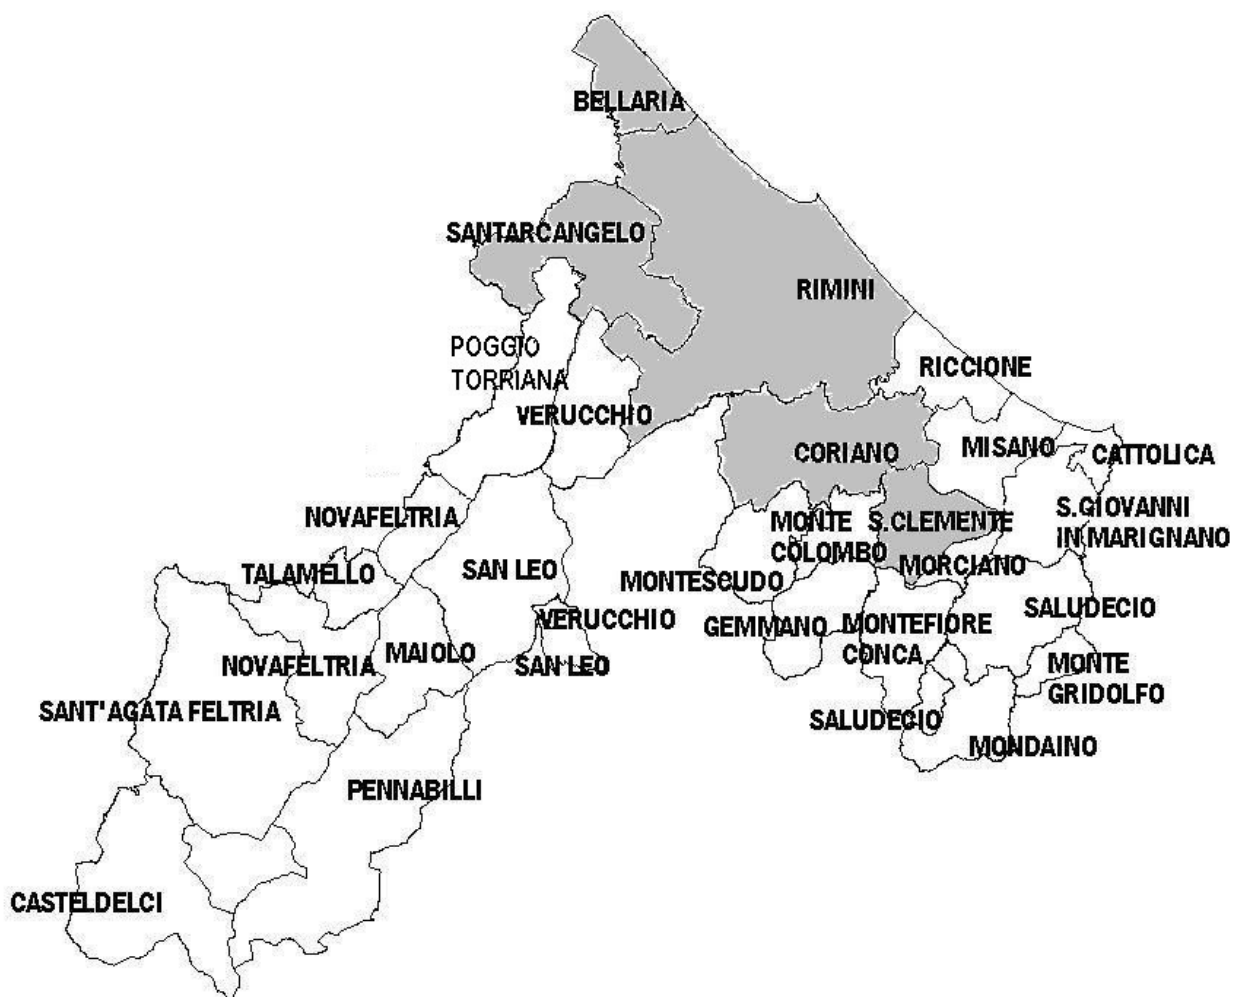 BELLARIA
SANTARCANGELO
RIMINI
POGGIO
TORRIANA
RICCIONE
VERUCCHIO
CORIANO
MISANO
CATTOLICA
NOVAFELTRIA
MONTE
COLOMBO
S.CLEMENTE
S.GIOVANNI
IN MARIGNANO
TALAMELLO
SAN LEO
MONTESCUDO
MORCIANO
VERUCCHIO
GEMMANO
MONTEFIORE
CONCA
SALUDECIO
NOVAFELTRIA
MAIOLO
SAN LEO
MONTE
GRIDOLFO
SANT'AGATA FELTRIA
SALUDECIO
MONDAINO
PENNABILLI
CASTELDELCI